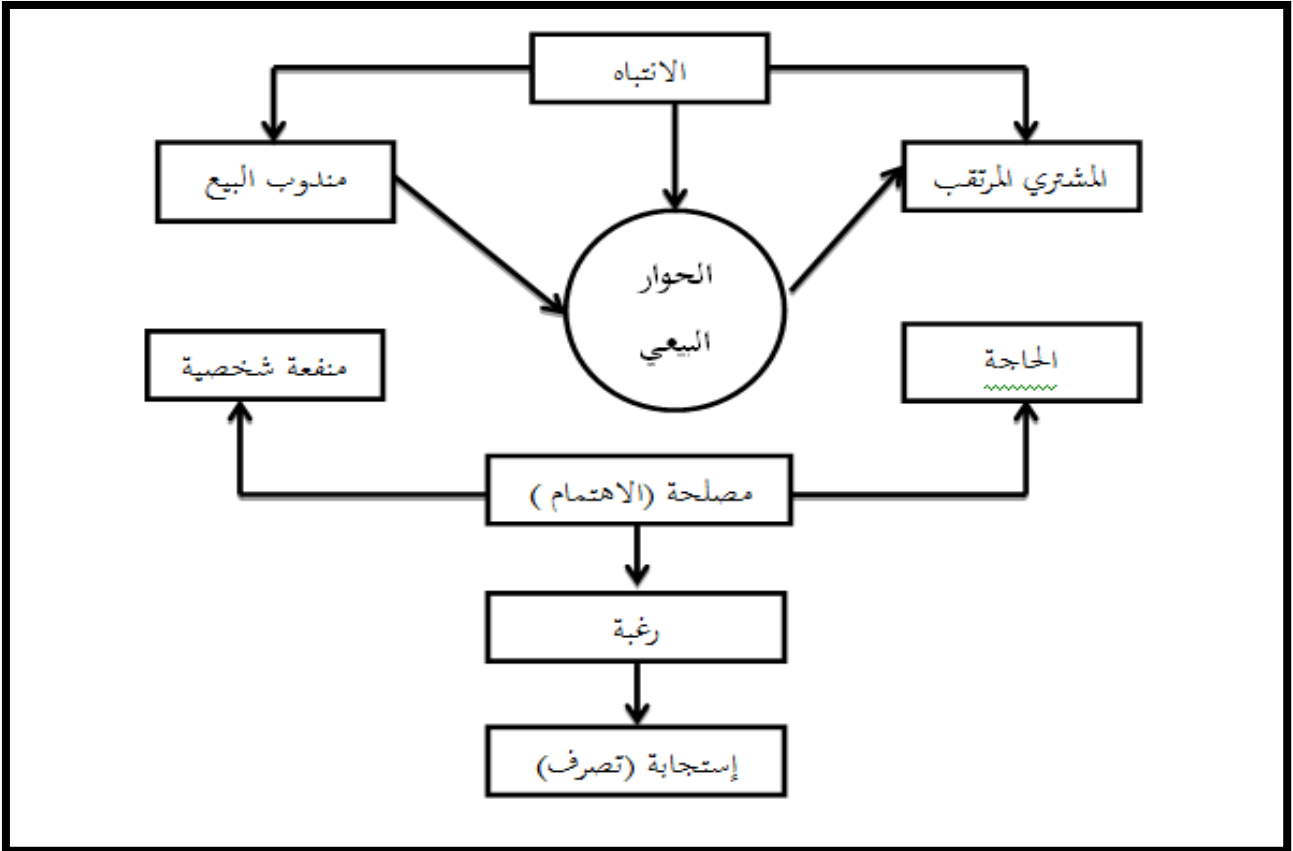 الانتباه
المشتري المرتقب
مندوب البيع
الحوار
البيعي
الحاجة
منفعة شخصية
مصلحة (الاهتمام )
رغبة
إستجابة (تصرف)